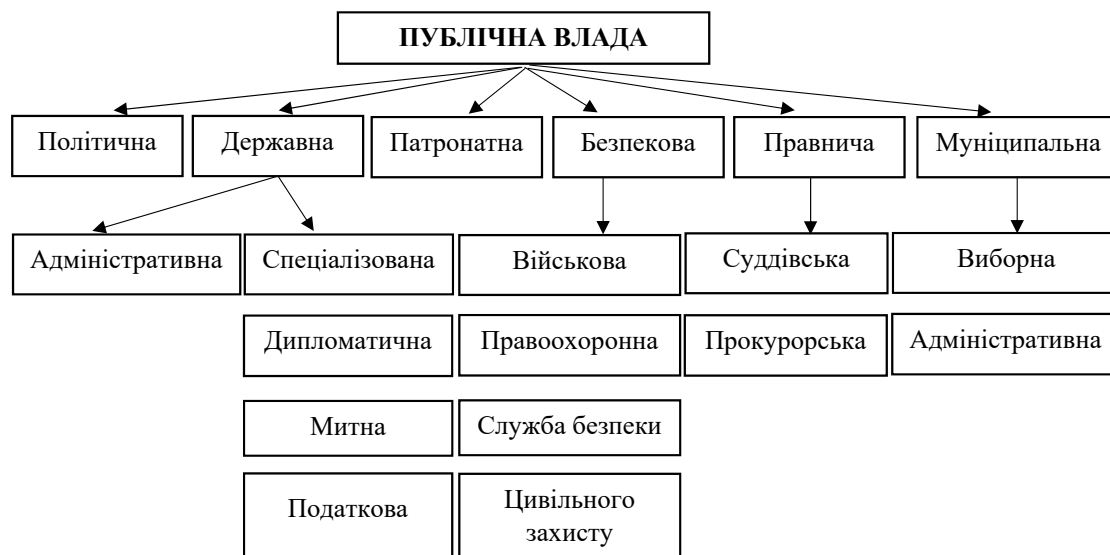 ПУБЛІЧНА ВЛАДА
Політична
Державна
Патронатна
Безпекова
Правнича
Муніципальна
Адміністративна
Спеціалізована
Військова
Суддівська
Виборна
Дипломатична
Правоохоронна
Прокурорська
Адміністративна
Митна
Служба безпеки
Податкова
Цивільного
захисту